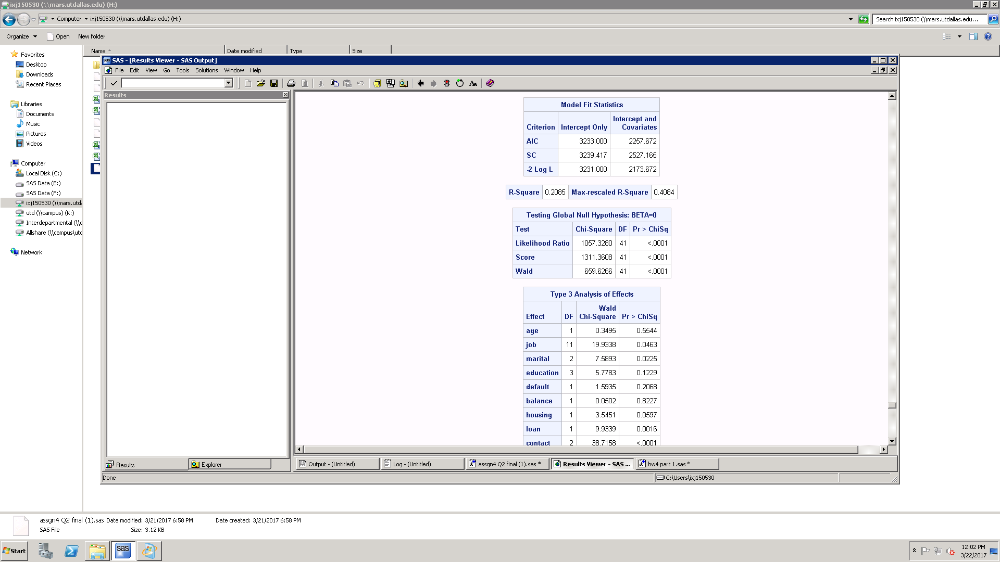 ixj150530 (\\mars.utdallas.edu) (H:)
Computer ixj150530 (\\mars.utdallas.edu) (H:)
Search ixj150530 (\\mars.utdallas.edu...
Organize Open New folder
Name Date modified Type Size
Favorites
Desktop
Downloads
Recent Places
Libraries
Documents
Music
Pictures
Videos
Computer
Local Disk (C:)
SAS Data (E:)
SAS Data (F:)
ixj150530 (\\mars.utd
utd (\\campus) (K:)
Interdepartmental (\\
Allshare (\\campus\utd
Network
SAS - [Results Viewer - SAS Output]
File Edit View Go Tools Solutions Window Help
Results
Model Fit Statistics
Criterion Intercept Only Intercept and Covariates
AIC 3233.000 2257.672
SC 3239.417 2527.165
-2 Log L 3231.000 2173.672
R-Square 0.2085 Max-rescaled R-Square 0.4084
Testing Global Null Hypothesis: BETA=0
Test Chi-Square DF Pr > ChiSq
Likelihood Ratio 1057.3280 41 <.0001
Score 1311.3608 41 <.0001
Wald 659.6266 41 <.0001
Type 3 Analysis of Effects
Effect DF Wald Chi-Square Pr > ChiSq
age 1 0.3495 0.5544
job 11 19.9338 0.0463
marital 2 7.5893 0.0225
education 3 5.7783 0.1229
default 1 1.5935 0.2068
balance 1 0.0502 0.8227
housing 1 3.5451 0.0597
loan 1 9.9339 0.0016
contact 2 38.7158 <.0001
Results Explorer
Output - (Untitled) Log - (Untitled) assgn4 Q2 final (1).sas * Results Viewer - SAS ... hw4 part 1.sas *
Done C:\Users\ixj150530
assgn4 Q2 final (1).sas Date modified: 3/21/2017 6:58 PM Date created: 3/21/2017 6:58 PM
SAS File Size: 3.12 KB
Start sas
12:02 PM
3/22/2017